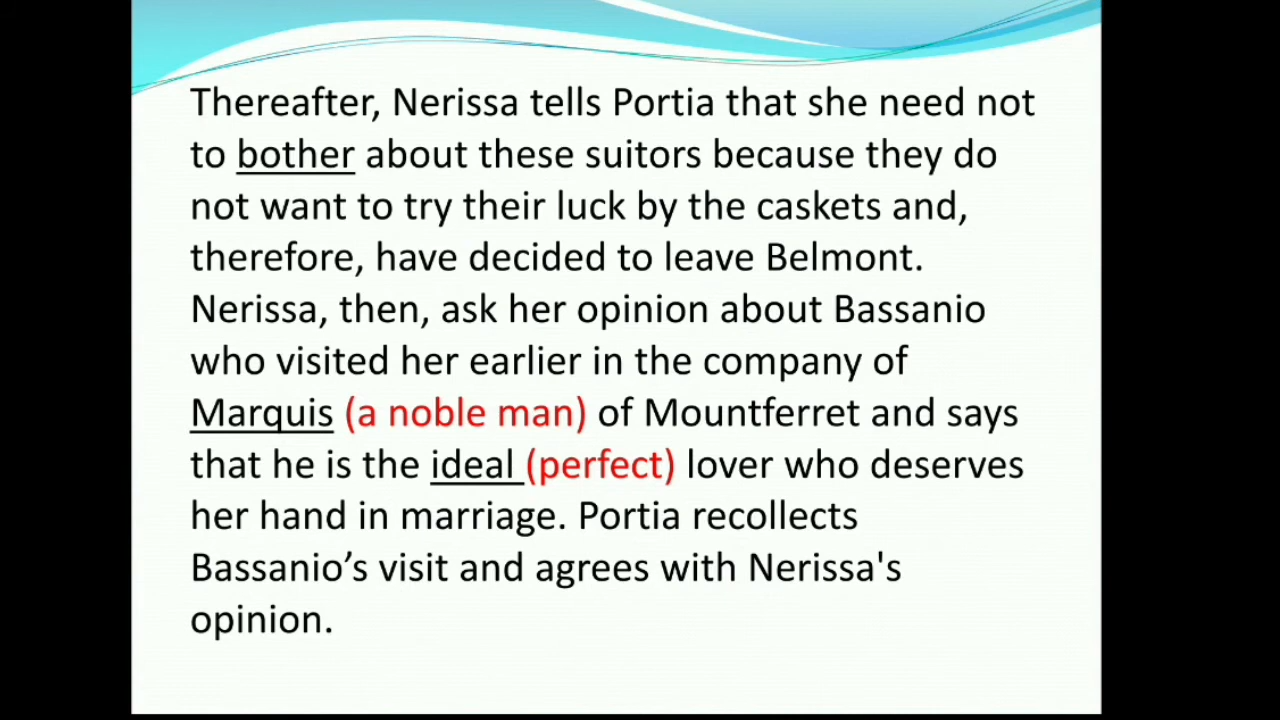 Thereafter, Nerissa tells Portia that she need not
to bother about these suitors because they do
not want to try their luck by the caskets and,
therefore, have decided to leave Belmont.
Nerissa, then, ask her opinion about Bassanio
who visited her earlier in the company of
Marquis (a noble man) of Mountferret and says
that he is the ideal (perfect) lover who deserves
her hand in marriage. Portia recollects
Bassanio’s visit and agrees with Nerissa's
opinion.